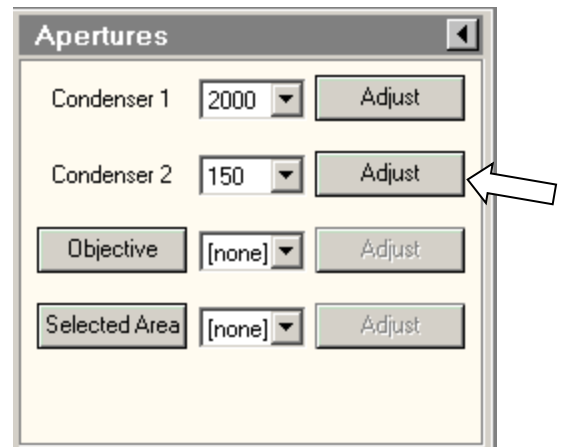 Apertures
Condenser 1 2000 Adjust
Condenser 2 150 Adjust
Objective [none] Adjust
Selected Area [none] Adjust